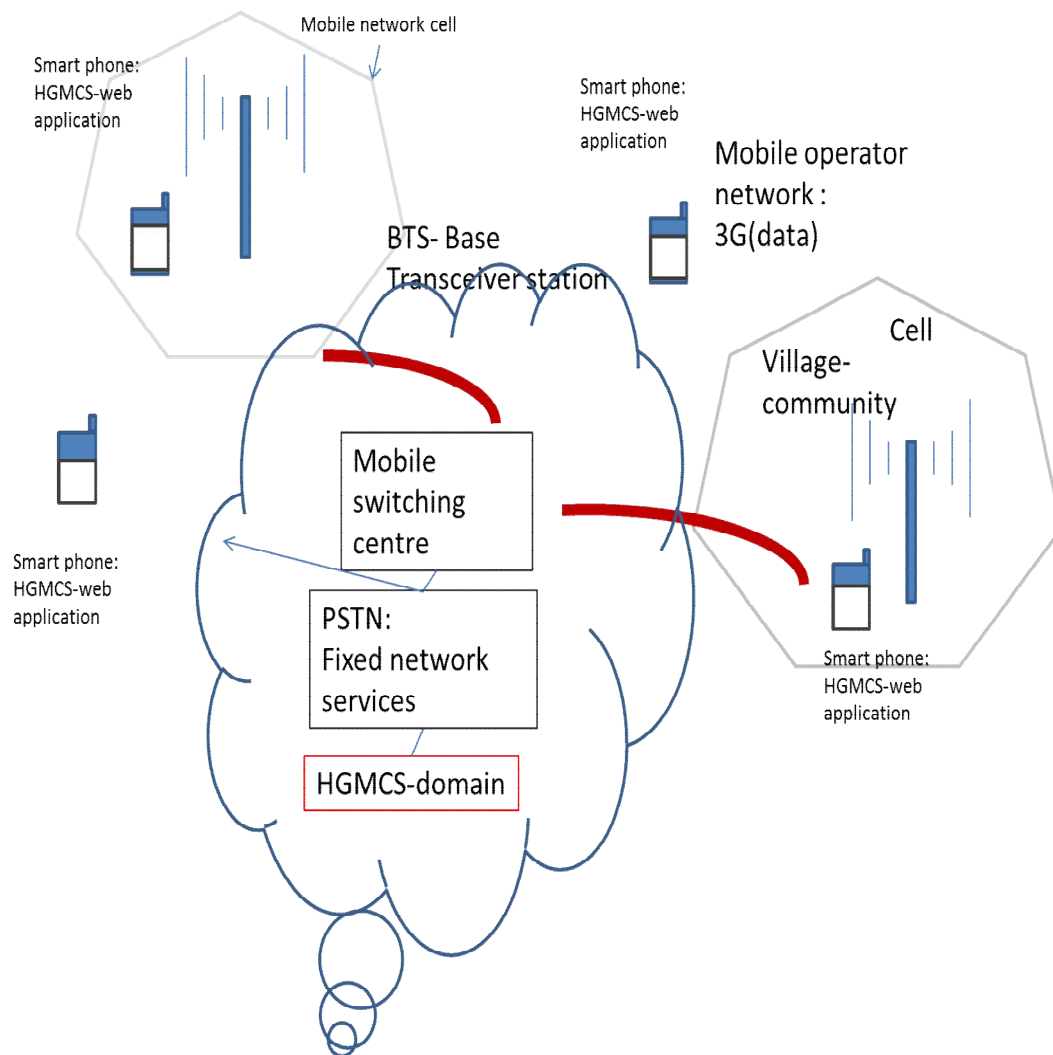 Mobile network cell
Smart phone:
HGMCS-web
application
Smart phone:
HGMCS-web
application
Mobile operator
network :
3G(data)
BTS- Base
Transceiver station
Cell
Village-
community
Mobile
switching
centre
Smart phone:
HGMCS-web
application
PSTN:
Fixed network
services
Smart phone:
HGMCS-web
application
HGMCS-domain